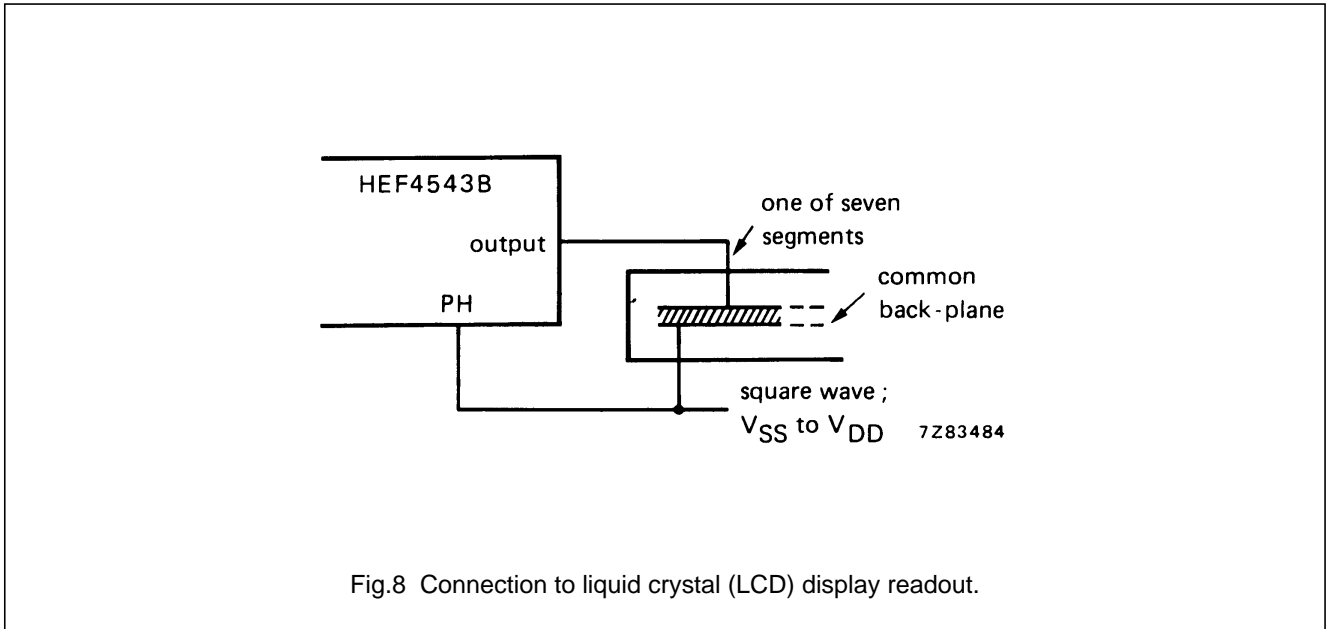 HEF4543B
output
PH
one of seven
segments
common
back-plane
square wave ;
VSS to VDD 7Z83484
Fig.8 Connection to liquid crystal (LCD) display readout.